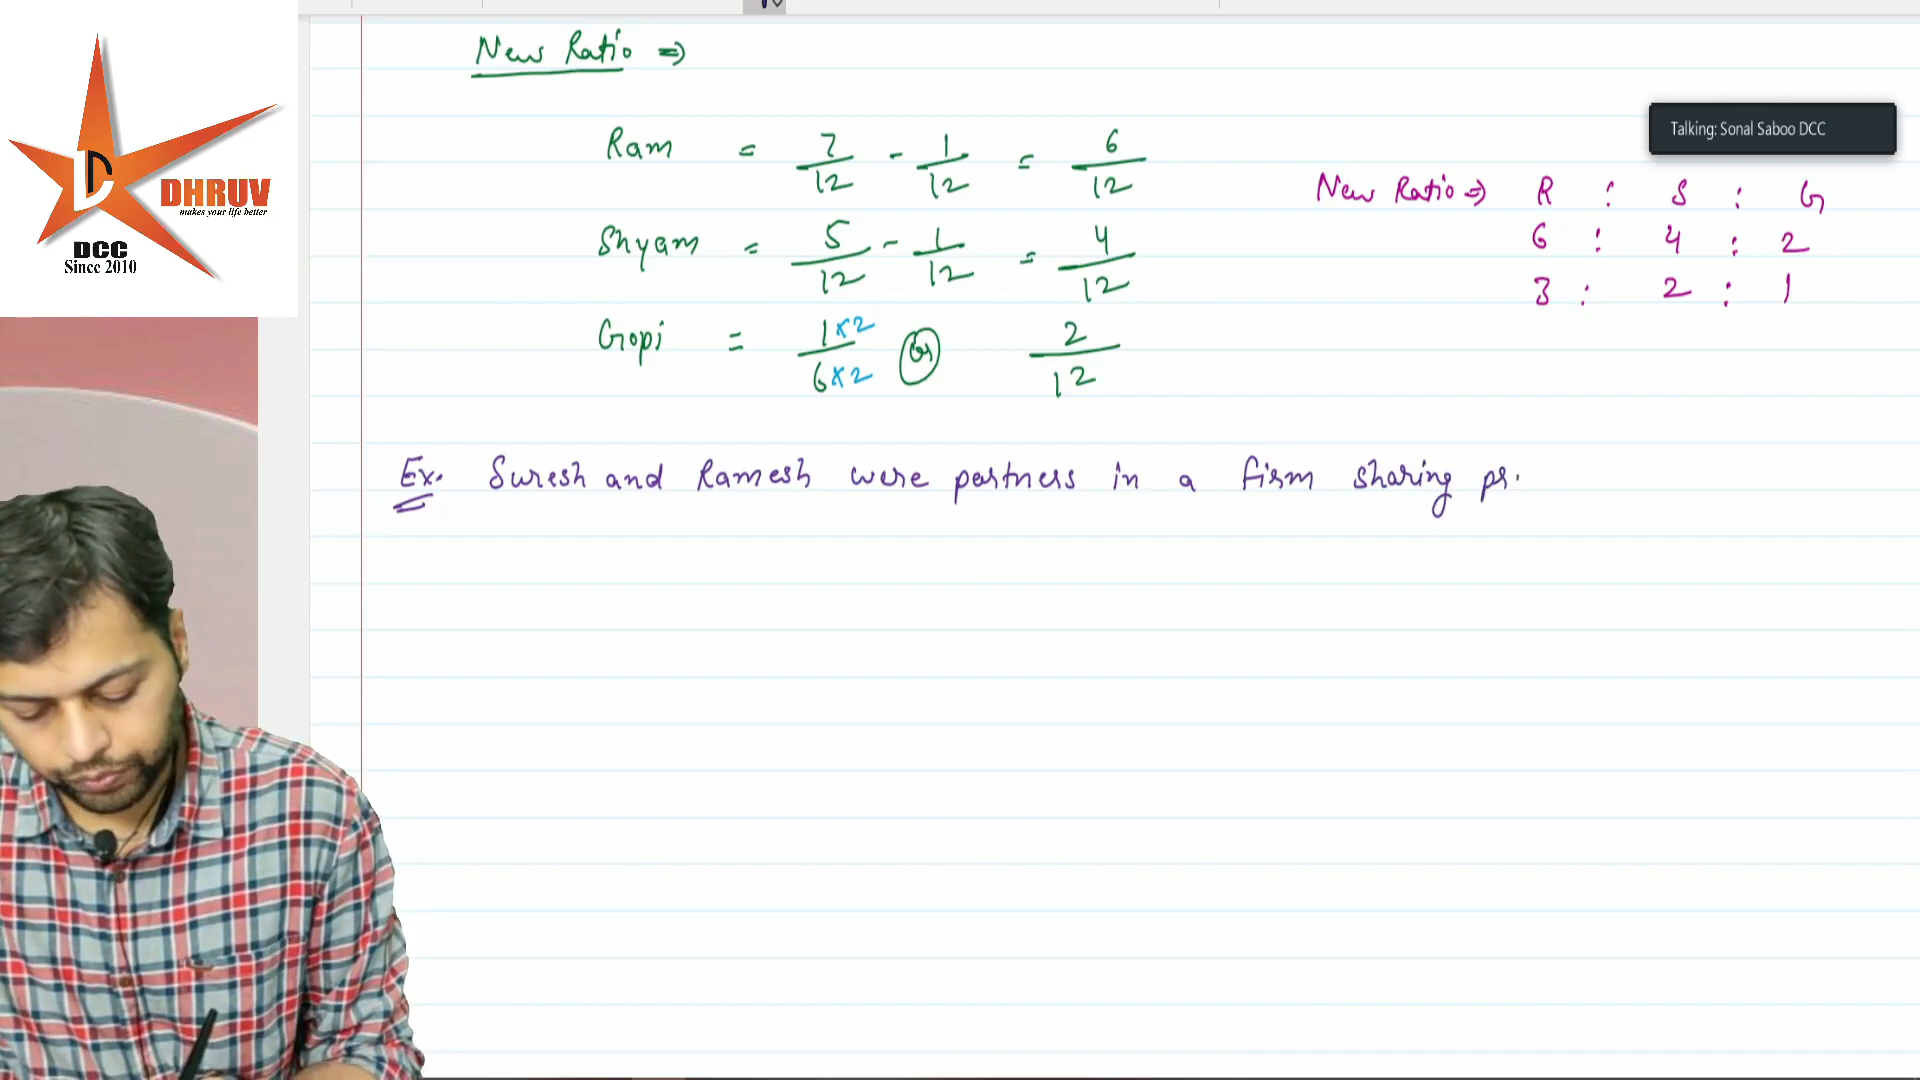 New Ratio ⇒
Ram = 7/12 - 1/12 = 6/12
Shyam = 5/12 - 1/12 = 4/12
Gopi = 1×2/6×2 or 2/12
Talking: Sonal Saboo DCC
New Ratio ⇒ R : S : G
6 : 4 : 2
3 : 2 : 1
Ex. Suresh and Ramesh were partners in a firm sharing pr.
DHRUV
makes your life better
DCC
Since 2010